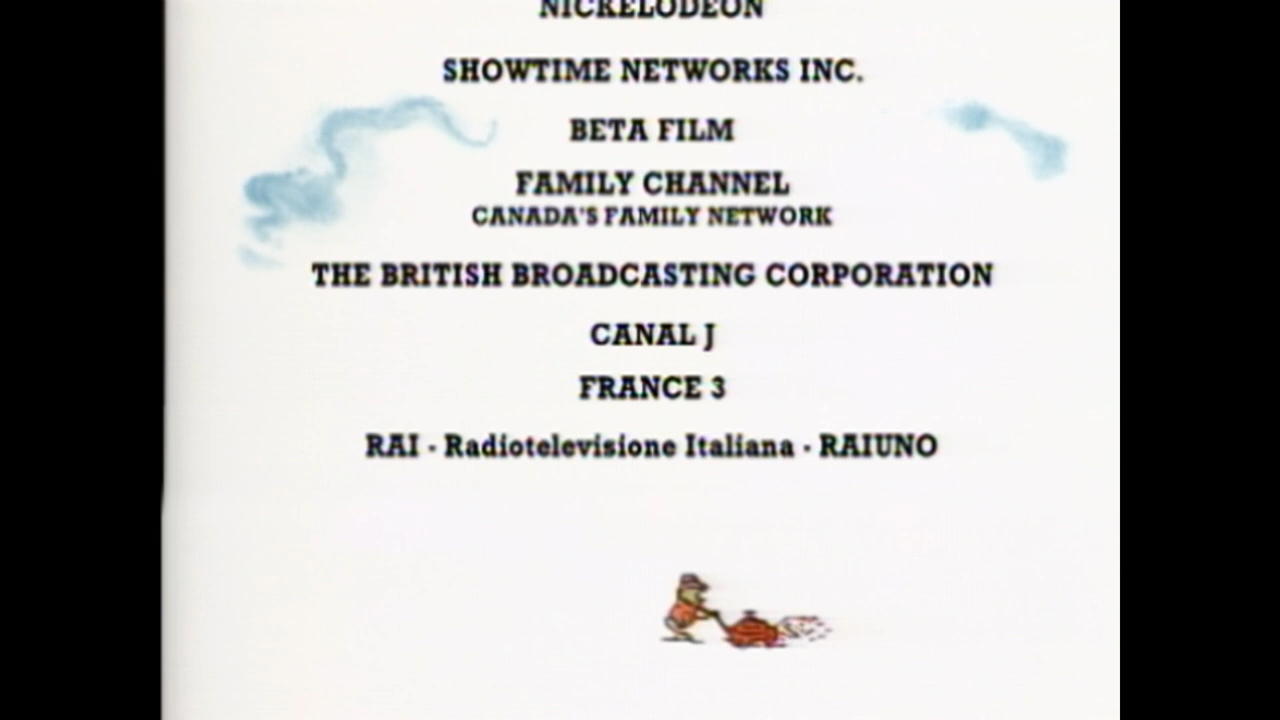 NICKELODEON
SHOWTIME NETWORKS INC.
BETA FILM
FAMILY CHANNEL
CANADA'S FAMILY NETWORK
THE BRITISH BROADCASTING CORPORATION
CANAL J
FRANCE 3
RAI - Radiotelevisione Italiana - RAIUNO